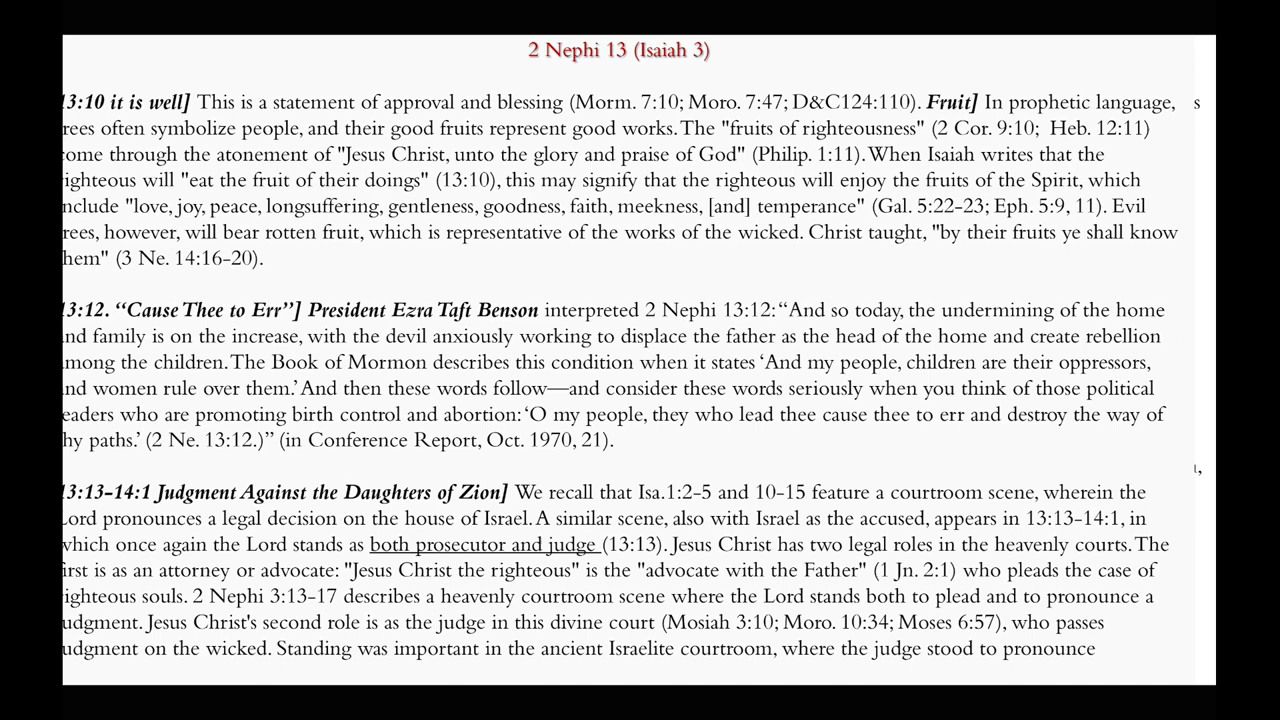 2 Nephi 13 (Isaiah 3)
13:10 it is well] This is a statement of approval and blessing (Morm. 7:10; Moro. 7:47; D&C124:110). Fruit] In prophetic language, s
rees often symbolize people, and their good fruits represent good works. The "fruits of righteousness" (2 Cor. 9:10; Heb. 12:11)
come through the atonement of "Jesus Christ, unto the glory and praise of God" (Philip. 1:11). When Isaiah writes that the
righteous will "eat the fruit of their doings" (13:10), this may signify that the righteous will enjoy the fruits of the Spirit, which
nclude "love, joy, peace, longsuffering, gentleness, goodness, faith, meekness, [and] temperance" (Gal. 5:22-23; Eph. 5:9, 11). Evil
rees, however, will bear rotten fruit, which is representative of the works of the wicked. Christ taught, "by their fruits ye shall know
hem" (3 Ne. 14:16-20).
13:12. “Cause Thee to Err”] President Ezra Taft Benson interpreted 2 Nephi 13:12: “And so today, the undermining of the home
and family is on the increase, with the devil anxiously working to displace the father as the head of the home and create rebellion
among the children. The Book of Mormon describes this condition when it states ‘And my people, children are their oppressors,
and women rule over them.’ And then these words follow—and consider these words seriously when you think of those political
eaders who are promoting birth control and abortion: ‘O my people, they who lead thee cause thee to err and destroy the way of
hy paths.’ (2 Ne. 13:12.)” (in Conference Report, Oct. 1970, 21).
13:13-14:1 Judgment Against the Daughters of Zion] We recall that Isa.1:2-5 and 10-15 feature a courtroom scene, wherein the
Lord pronounces a legal decision on the house of Israel. A similar scene, also with Israel as the accused, appears in 13:13-14:1, in
which once again the Lord stands as both prosecutor and judge (13:13). Jesus Christ has two legal roles in the heavenly courts. The
first is as an attorney or advocate: "Jesus Christ the righteous" is the "advocate with the Father" (1 Jn. 2:1) who pleads the case of
righteous souls. 2 Nephi 3:13-17 describes a heavenly courtroom scene where the Lord stands both to plead and to pronounce a
udgment. Jesus Christ's second role is as the judge in this divine court (Mosiah 3:10; Moro. 10:34; Moses 6:57), who passes
udgment on the wicked. Standing was important in the ancient Israelite courtroom, where the judge stood to pronounce